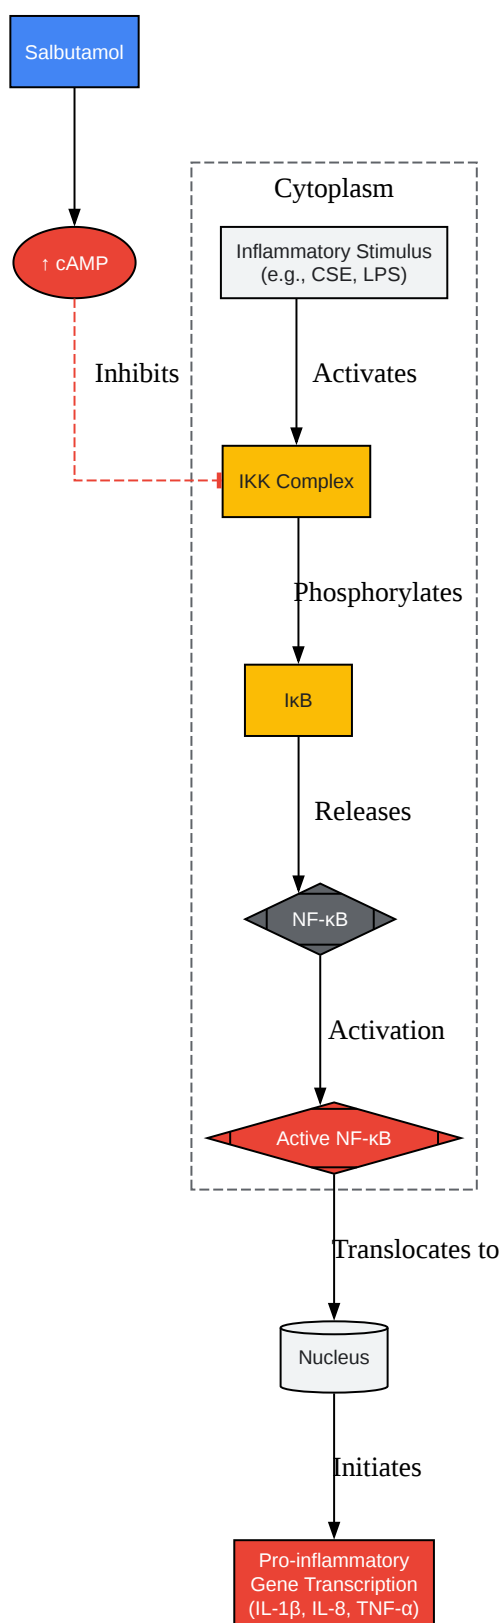 Salbutamol
Cytoplasm
↑ cAMP
Inflammatory Stimulus
(e.g., CSE, LPS)
Inhibits
Activates
IKK Complex
Phosphorylates
IκB
Releases
NF-κB
Activation
Active NF-κB
Translocates to
Nucleus
Initiates
Pro-inflammatory
Gene Transcription
(IL-1β, IL-8, TNF-α)